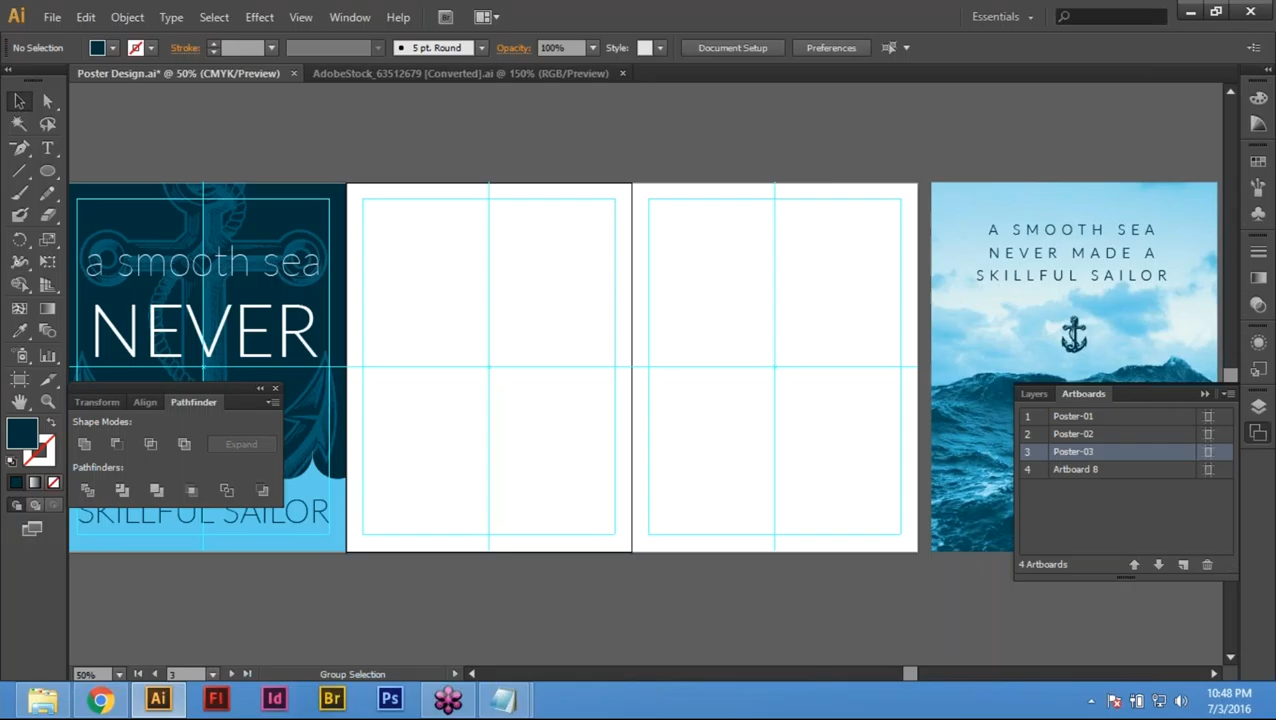 Ai File Edit Object Type Select Effect View Window Help Br Essentials
No Selection Stroke: 5 pt. Round Opacity: 100% Style: Document Setup Preferences
Poster Design.ai* @ 50% (CMYK/Preview) × AdobeStock_63512679 [Converted].ai @ 150% (RGB/Preview) ×
a smooth sea
NEVER
SKILLFUL SAILOR
A SMOOTH SEA
NEVER MADE A
SKILLFUL SAILOR
Transform Align Pathfinder
Shape Modes:
Expand
Pathfinders:
Layers Artboards
1 Poster-01
2 Poster-02
3 Poster-03
4 Artboard 8
4 Artboards
50% 3 Group Selection
Ai Fl Id Br Ps
10:48 PM
7/3/2016